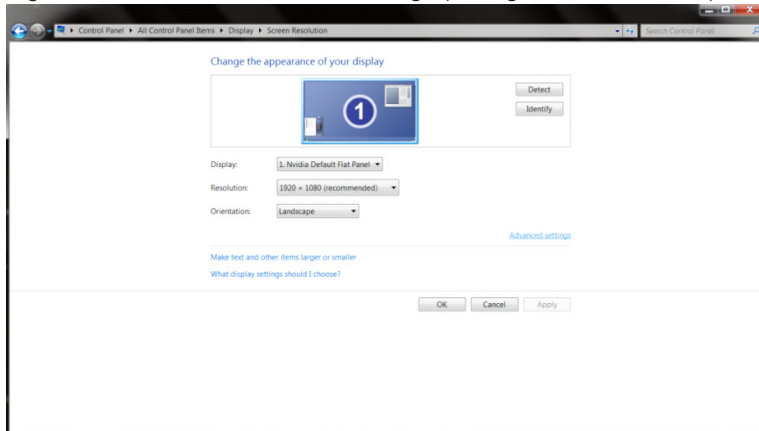 Control Panel ▸ All Control Panel Items ▸ Display ▸ Screen Resolution
Search Control Panel
Change the appearance of your display
1
Detect
Identify
Display: 1. Nvidia Default Flat Panel
Resolution: 1920 × 1080 (recommended)
Orientation: Landscape
Advanced settings
Make text and other items larger or smaller
What display settings should I choose?
OK Cancel Apply